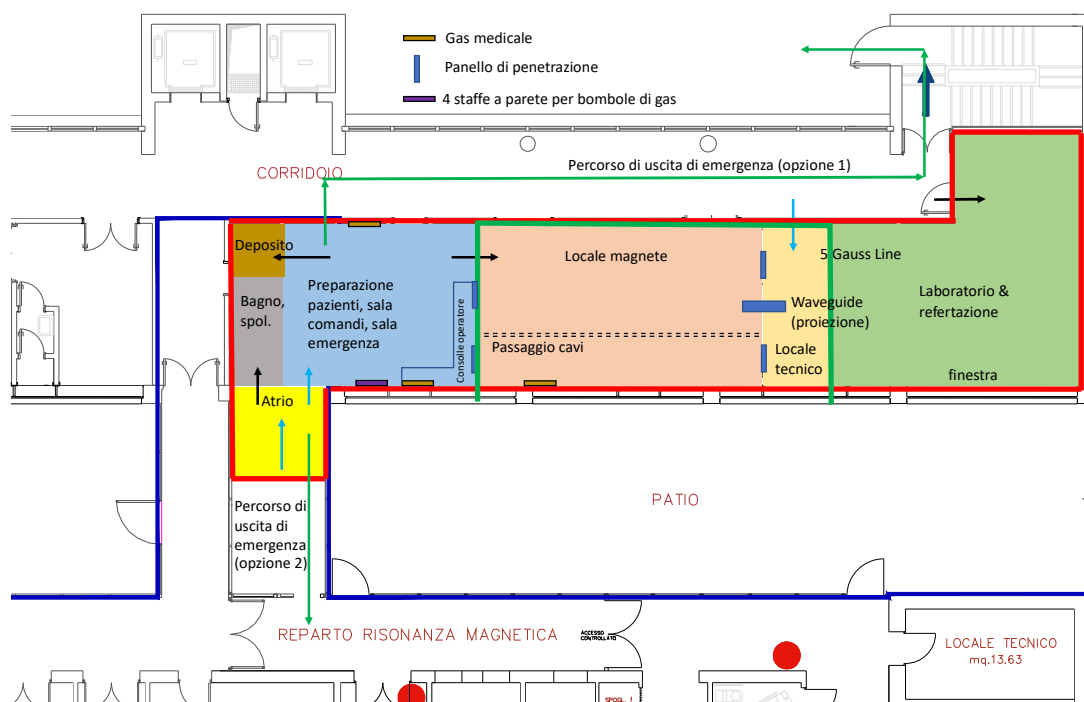 Gas medicale
Panello di penetrazione
4 staffe a parete per bombole di gas
Percorso di uscita di emergenza (opzione 1)
CORRIDOIO
Deposito
Locale magnete
5 Gauss Line
Bagno,
spol.
Preparazione
pazienti, sala
comandi, sala
emergenza
Consolle operatore
Waveguide
(proiezione)
Laboratorio &
refertazione
Passaggio cavi
Locale
tecnico
finestra
Atrio
PATIO
Percorso di
uscita di
emergenza
(opzione 2)
REPARTO RISONANZA MAGNETICA
ACCESSO
CONTROLLATO
LOCALE TECNICO
mq.13.63
SPOGL. 1